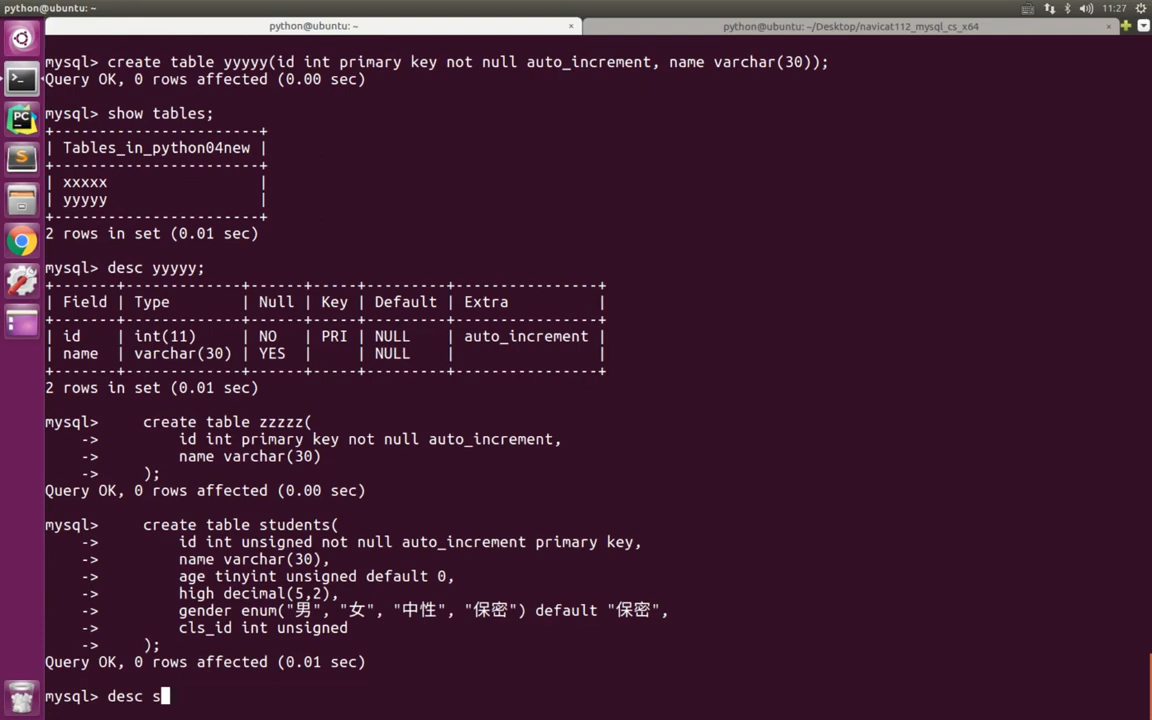 python@ubuntu: ~
11:27
python@ubuntu: ~
×
python@ubuntu: ~/Desktop/navicat112_mysql_cs_x64
×
mysql> create table yyyyy(id int primary key not null auto_increment, name varchar(30));
Query OK, 0 rows affected (0.00 sec)
mysql> show tables;
+-----------------------+
| Tables_in_python04new |
+-----------------------+
| xxxxx                 |
| yyyyy                 |
+-----------------------+
2 rows in set (0.01 sec)
mysql> desc yyyyy;
+-------+-------------+------+-----+---------+----------------+
| Field | Type        | Null | Key | Default | Extra          |
+-------+-------------+------+-----+---------+----------------+
| id    | int(11)     | NO   | PRI | NULL    | auto_increment |
| name  | varchar(30) | YES  |     | NULL    |                |
+-------+-------------+------+-----+---------+----------------+
2 rows in set (0.01 sec)
mysql>     create table zzzzz(
    ->         id int primary key not null auto_increment,
    ->         name varchar(30)
    ->     );
Query OK, 0 rows affected (0.00 sec)
mysql>     create table students(
    ->         id int unsigned not null auto_increment primary key,
    ->         name varchar(30),
    ->         age tinyint unsigned default 0,
    ->         high decimal(5,2),
    ->         gender enum("男", "女", "中性", "保密") default "保密",
    ->         cls_id int unsigned
    ->     );
Query OK, 0 rows affected (0.01 sec)
mysql> desc s